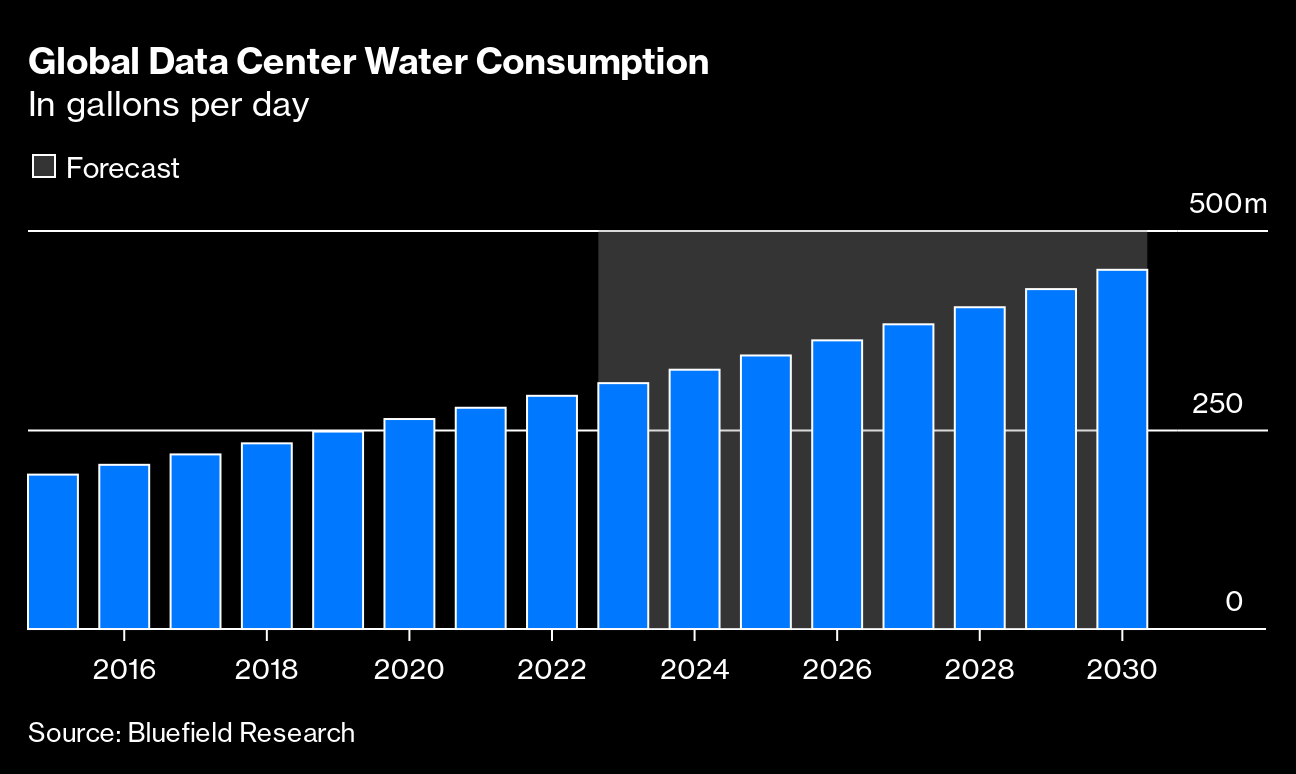 Global Data Center Water Consumption
In gallons per day
Forecast
500m
250
0
2016 2018 2020 2022 2024 2026 2028 2030
Source: Bluefield Research